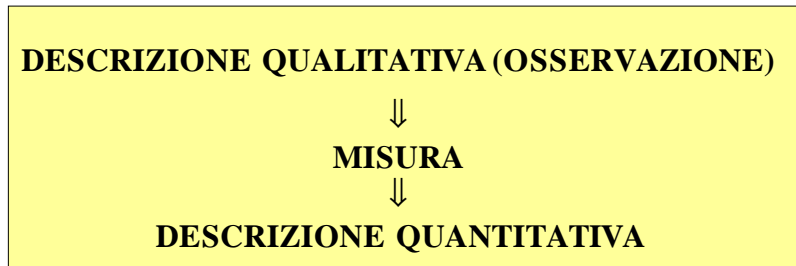 DESCRIZIONE QUALITATIVA (OSSERVAZIONE)
⇓
MISURA
⇓
DESCRIZIONE QUANTITATIVA